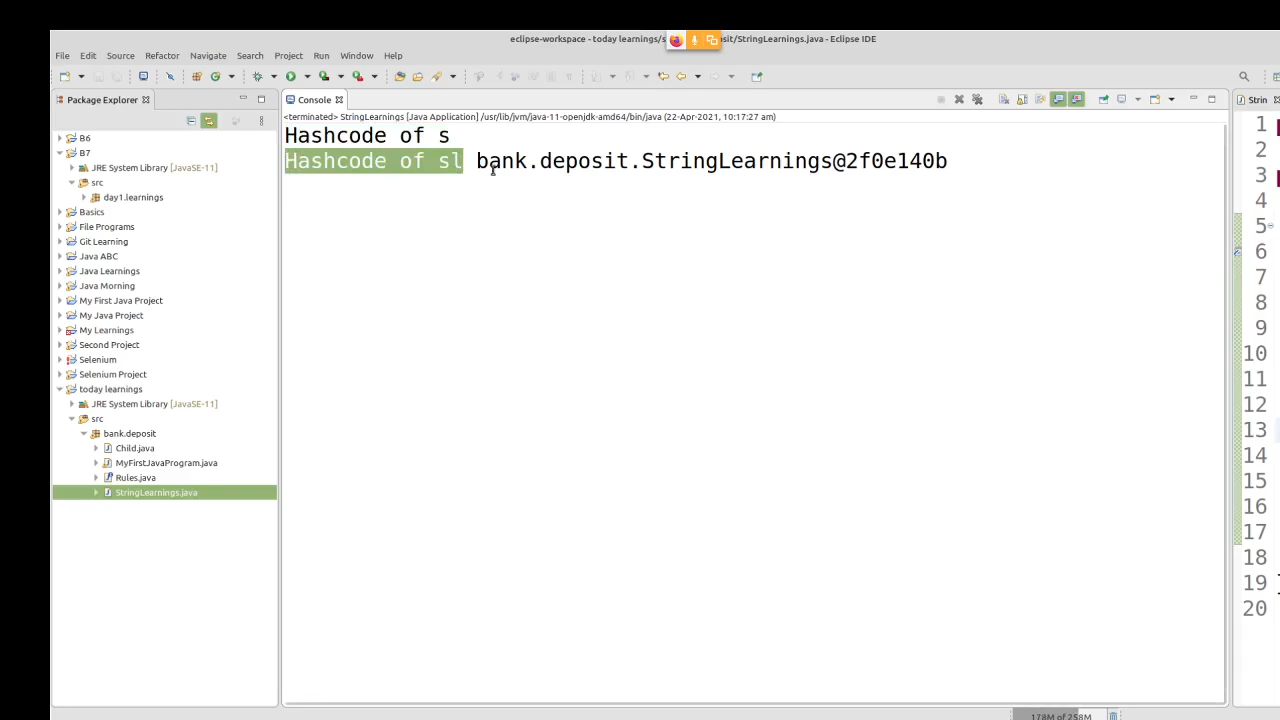 eclipse-workspace - today learnings/s sit/StringLearnings.java - Eclipse IDE
File Edit Source Refactor Navigate Search Project Run Window Help
Package Explorer
Console
Strin
<terminated> StringLearnings [Java Application] /usr/lib/jvm/java-11-openjdk-amd64/bin/java (22-Apr-2021, 10:17:27 am)
Hashcode of s
Hashcode of sl bank.deposit.StringLearnings@2f0e140b
B6
B7
JRE System Library [JavaSE-11]
src
day1.learnings
Basics
File Programs
Git Learning
Java ABC
Java Learnings
Java Morning
My First Java Project
My Java Project
My Learnings
Second Project
Selenium
Selenium Project
today learnings
JRE System Library [JavaSE-11]
src
bank.deposit
Child.java
MyFirstJavaProgram.java
Rules.java
StringLearnings.java
1
2
3
4
5
6
7
8
9
10
11
12
13
14
15
16
17
18
19
20
178M of 258M